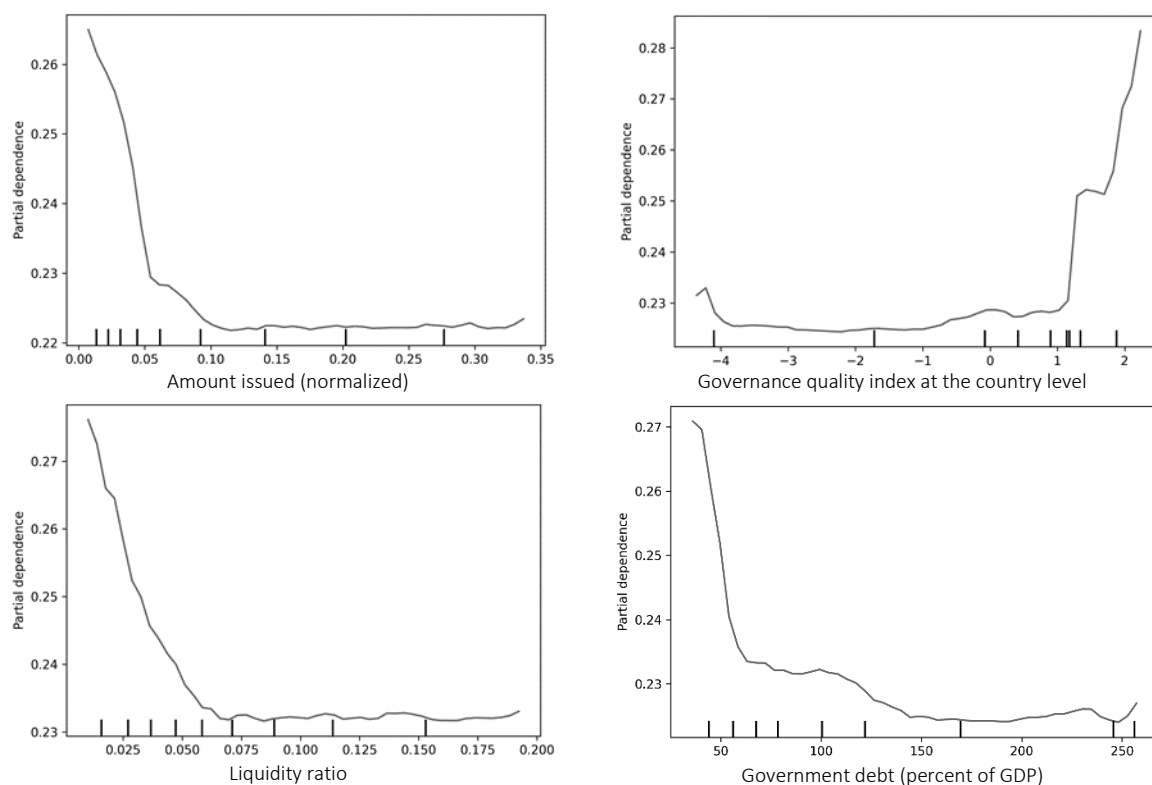 Partial dependence
0.26
0.25
0.24
0.23
0.22
0.00 0.05 0.10 0.15 0.20 0.25 0.30 0.35
Amount issued (normalized)
Partial dependence
0.28
0.27
0.26
0.25
0.24
0.23
−4 −3 −2 −1 0 1 2
Governance quality index at the country level
Partial dependence
0.27
0.26
0.25
0.24
0.23
0.025 0.050 0.075 0.100 0.125 0.150 0.175 0.200
Liquidity ratio
Partial dependence
0.27
0.26
0.25
0.24
0.23
50 100 150 200 250
Government debt (percent of GDP)